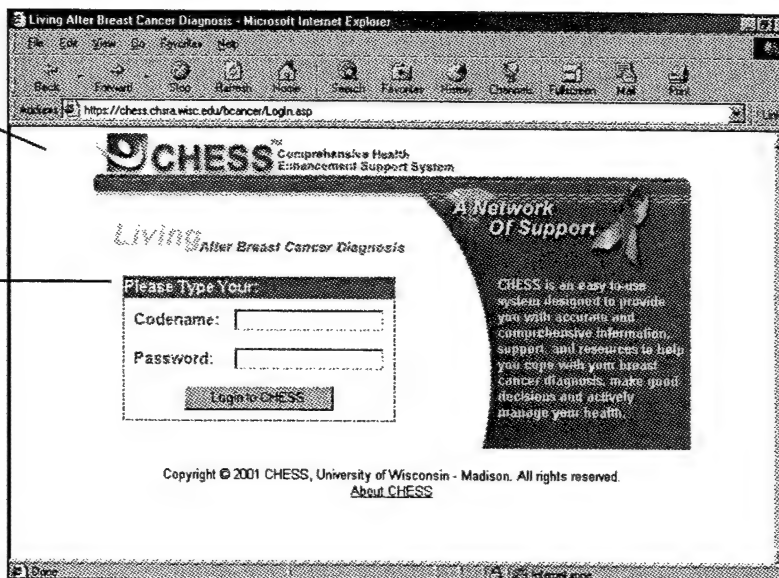 Living After Breast Cancer Diagnosis - Microsoft Internet Explorer
File Edit View Go Favorites Help
Back Forward Stop Refresh Home Search Favorites History Channels Fullscreen Mail Print
Address https://chess.chsra.wisc.edu/bcancer/Login.asp
CHESS™ Comprehensive Health
Enhancement Support System
A Network
Of Support
Living After Breast Cancer Diagnosis
Please Type Your:
Codename:
Password:
Login to CHESS
CHESS is an easy to use
system designed to provide
you with accurate and
comprehensive information,
support, and resources to help
you cope with your breast
cancer diagnosis, make good
decisions and actively
manage your health.
Copyright © 2001 CHESS, University of Wisconsin - Madison. All rights reserved.
About CHESS
Done